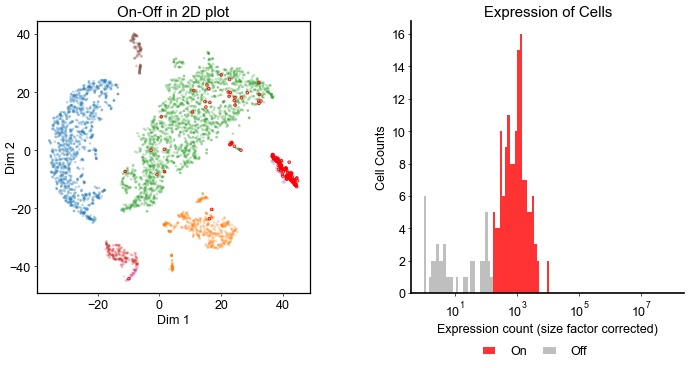 On-Off in 2D plot
40
20
0
−20
−40
Dim 2
−20
0
20
40
Dim 1
Expression of Cells
16
14
12
10
8
6
4
2
0
Cell Counts
10^1
10^3
10^5
10^7
Expression count (size factor corrected)
On
Off